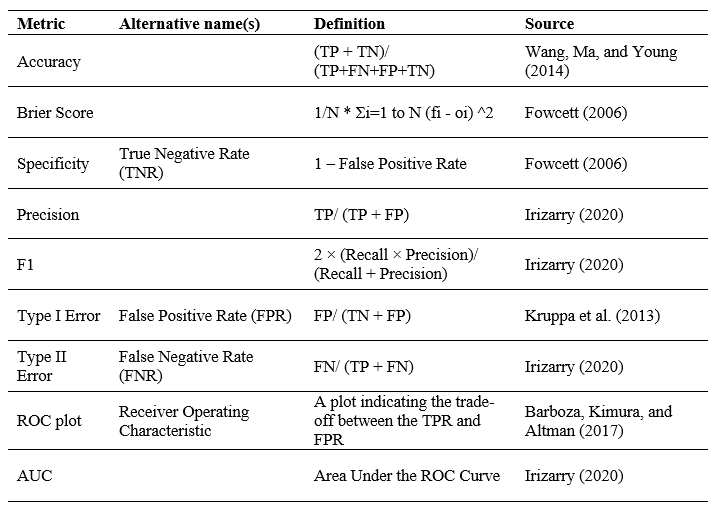 Metric Alternative name(s) Definition Source
Accuracy (TP + TN)/ Wang, Ma, and Young
(TP+FN+FP+TN) (2014)
Brier Score 1/N * Σi=1 to N (fi - oi) ^2 Fowcett (2006)
Specificity True Negative Rate 1 – False Positive Rate Fowcett (2006)
(TNR)
Precision TP/ (TP + FP) Irizarry (2020)
F1 2 × (Recall × Precision)/ Irizarry (2020)
(Recall + Precision)
Type I Error False Positive Rate (FPR) FP/ (TN + FP) Kruppa et al. (2013)
Type II False Negative Rate FN/ (TP + FN) Irizarry (2020)
Error (FNR)
ROC plot Receiver Operating A plot indicating the trade- Barboza, Kimura, and
Characteristic off between the TPR and Altman (2017)
FPR
AUC Area Under the ROC Curve Irizarry (2020)